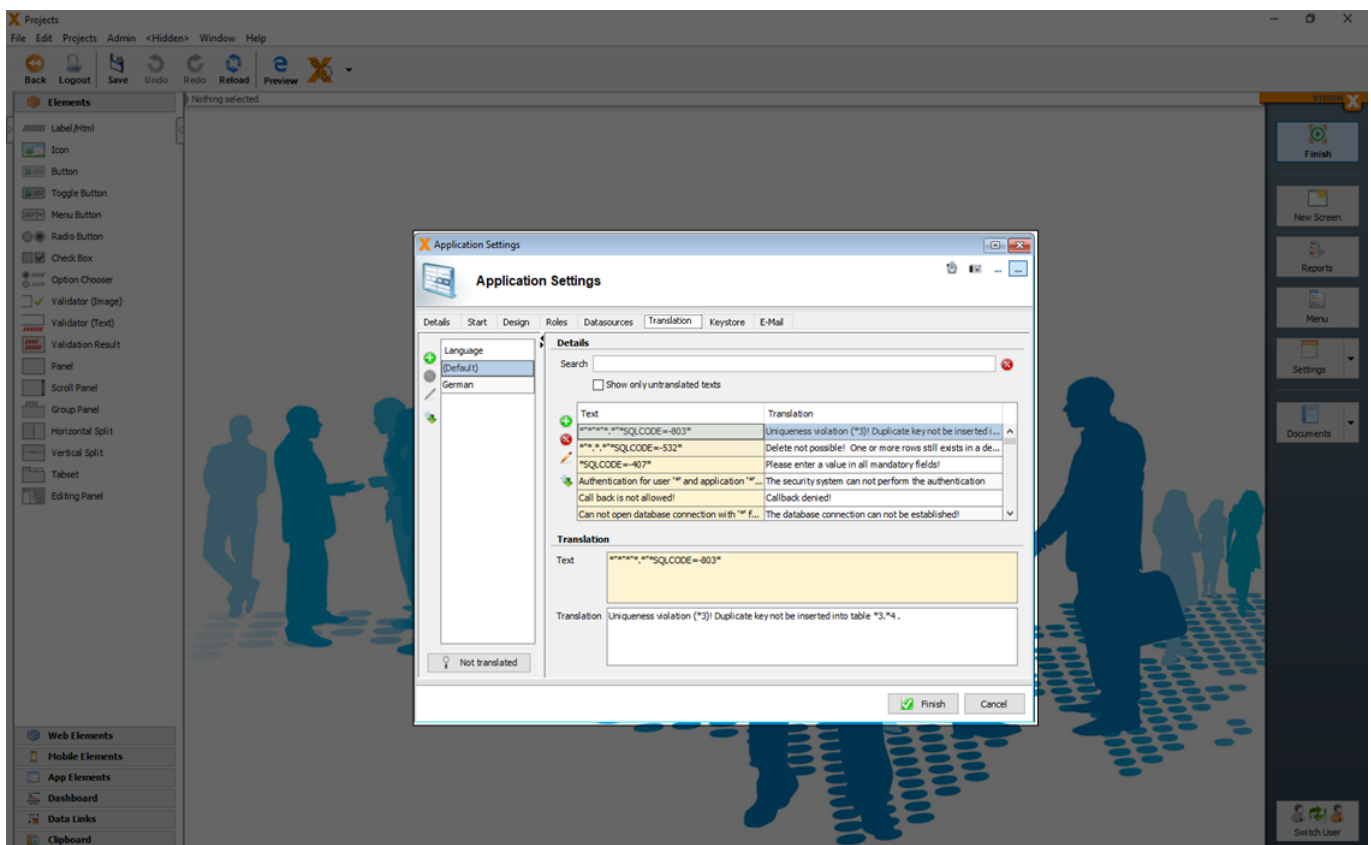 Projects
File Edit Projects Admin <Hidden> Window Help
Back Logout Save Undo Redo Reload Preview
Elements
Nothing selected
Label/Html
Icon
Button
Toggle Button
Menu Button
Radio Button
Check Box
Option Chooser
Validator (Image)
Validator (Text)
Validation Result
Panel
Scroll Panel
Group Panel
Horizontal Split
Vertical Split
Tabset
Editing Panel
Web Elements
Mobile Elements
App Elements
Dashboard
Data Links
Clipboard
Application Settings
Application Settings
Details Start Design Roles Datasources Translation Keystore E-Mail
Language
(Default)
German
Not translated
Details
Search
Show only untranslated texts
Text Translation
Uniqueness violation (*3)! Duplicate key not be inserted i...
Delete not possible! One or more rows still exists in a de...
*SQLCODE=-407* Please enter a value in all mandatory fields!
Authentication for user '*' and application '*'... The security system can not perform the authentication
Call back is not allowed! Callback denied!
Can not open database connection with '*' f... The database connection can not be established!
Translation
Text
Translation Uniqueness violation (*3)! Duplicate key not be inserted into table *3.*4 .
Finish Cancel
VISION X
Finish
New Screen
Reports
Menu
Settings
Documents
Switch User